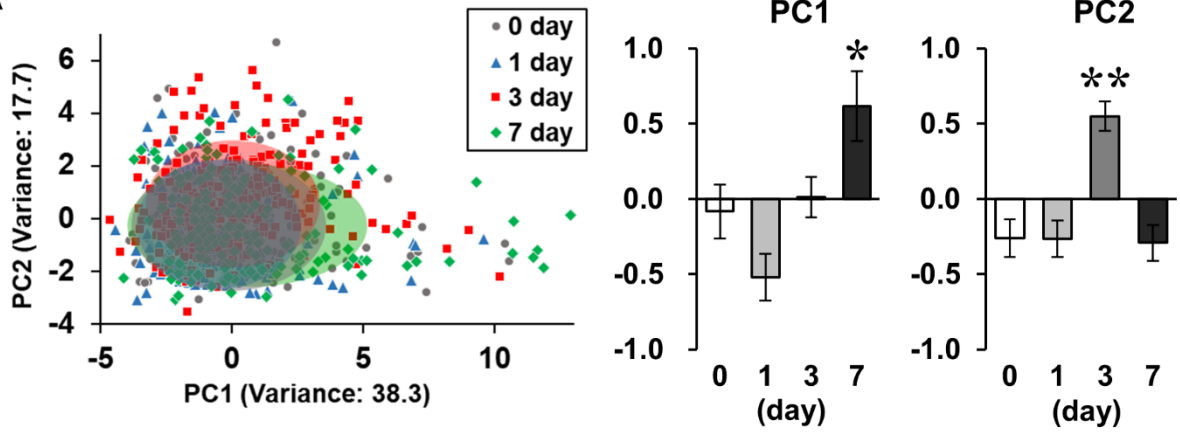 PC2 (Variance: 17.7)
6
4
2
0
-2
-4
-5
0
5
10
PC1 (Variance: 38.3)
0 day
1 day
3 day
7 day
PC1
1.0
0.5
0.0
-0.5
-1.0
*
0 1 3 7
(day)
PC2
1.0
0.5
0.0
-0.5
-1.0
**
0 1 3 7
(day)